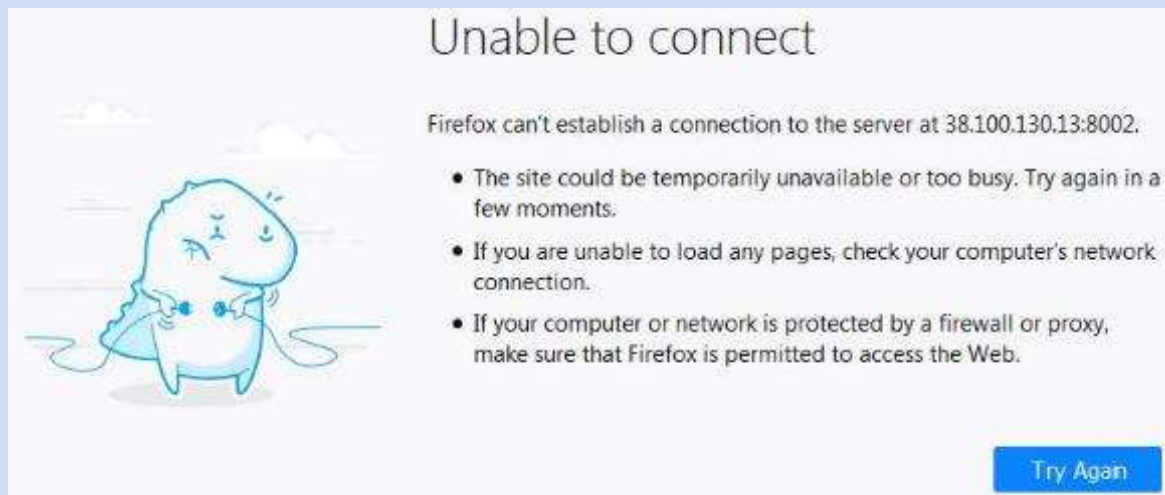 Unable to connect
Firefox can't establish a connection to the server at 38.100.130.13:8002.
• The site could be temporarily unavailable or too busy. Try again in a
few moments.
• If you are unable to load any pages, check your computer's network
connection.
• If your computer or network is protected by a firewall or proxy,
make sure that Firefox is permitted to access the Web.
Try Again